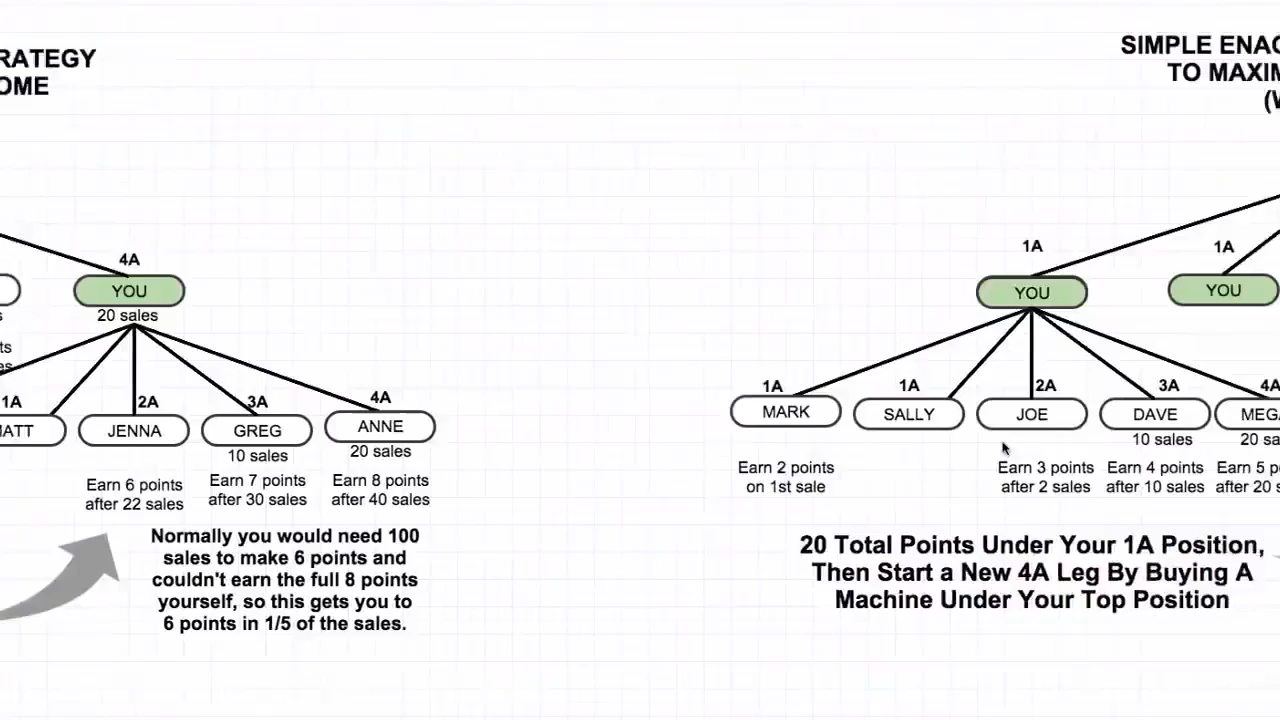 RATEGY
OME
4A
YOU
20 sales
ts
1A
2A
3A
4A
MATT
JENNA
GREG
ANNE
10 sales
20 sales
Earn 6 points
after 22 sales
Earn 7 points
after 30 sales
Earn 8 points
after 40 sales
Normally you would need 100
sales to make 6 points and
couldn't earn the full 8 points
yourself, so this gets you to
6 points in 1/5 of the sales.
SIMPLE ENAG
TO MAXIM
1A
1A
YOU
YOU
1A
1A
2A
3A
4A
MARK
SALLY
JOE
DAVE
MEGA
10 sales
20 sa
Earn 2 points
on 1st sale
Earn 3 points
after 2 sales
Earn 4 points
after 10 sales
Earn 5 p
after 20 s
20 Total Points Under Your 1A Position,
Then Start a New 4A Leg By Buying A
Machine Under Your Top Position